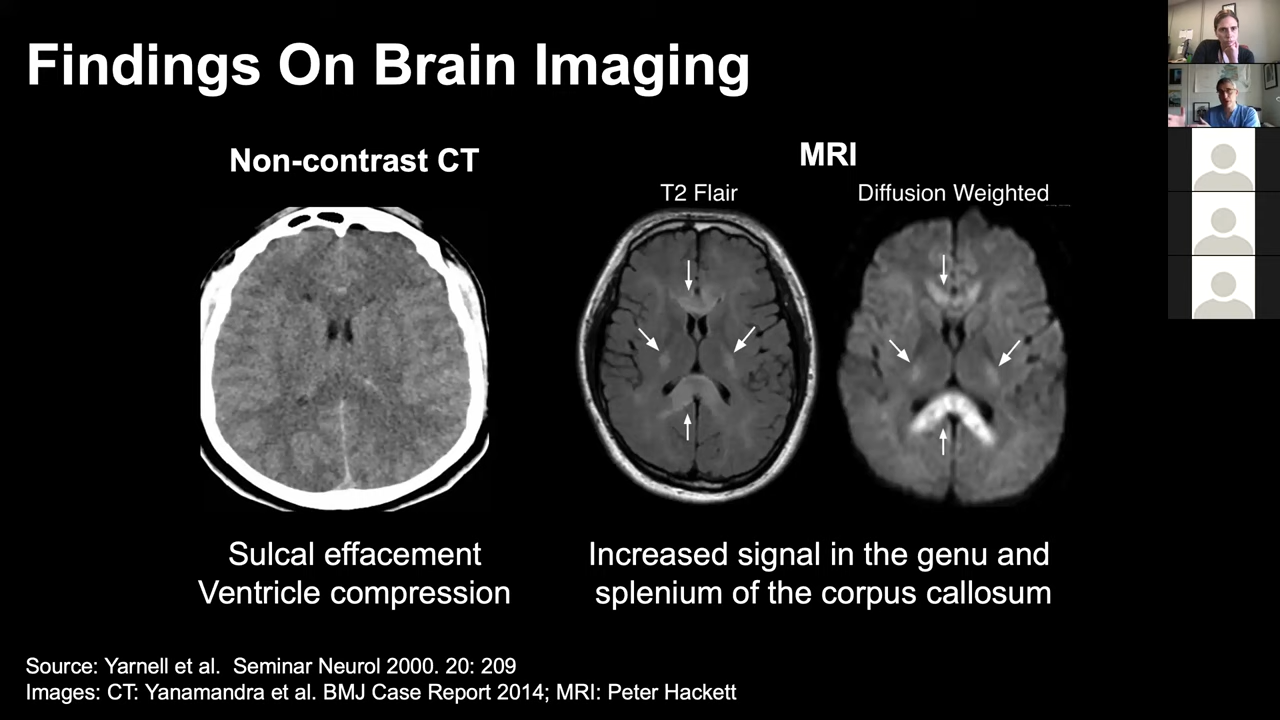 Findings On Brain Imaging
Non-contrast CT
MRI
T2 Flair
Diffusion Weighted
Sulcal effacement
Ventricle compression
Increased signal in the genu and
splenium of the corpus callosum
Source: Yarnell et al.  Seminar Neurol 2000. 20: 209
Images: CT: Yanamandra et al. BMJ Case Report 2014; MRI: Peter Hackett